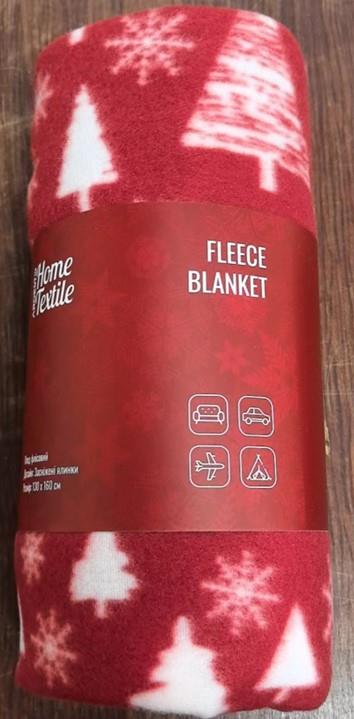 Home
Textile
FLEECE
BLANKET
Плед флісовий
Дизайн: Засніжені ялинки
Розмір: 130 x 160 см